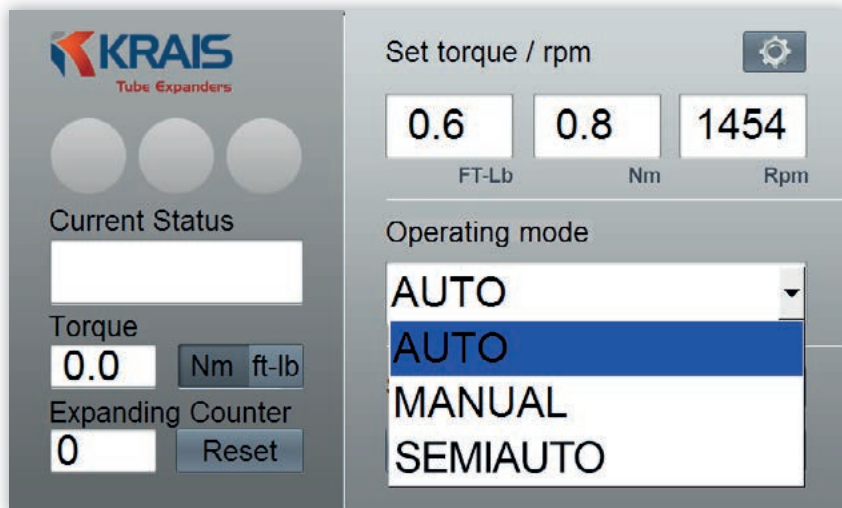 KRAIS
Tube Expanders
Current Status
Torque
0.0
Nm
ft-lb
Expanding Counter
0
Reset
Set torque / rpm
0.6
0.8
1454
FT-Lb
Nm
Rpm
Operating mode
AUTO
AUTO
MANUAL
SEMIAUTO